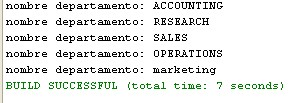 nombre departamento: ACCOUNTING
nombre departamento: RESEARCH
nombre departamento: SALES
nombre departamento: OPERATIONS
nombre departamento: marketing
BUILD SUCCESSFUL (total time: 7 seconds)